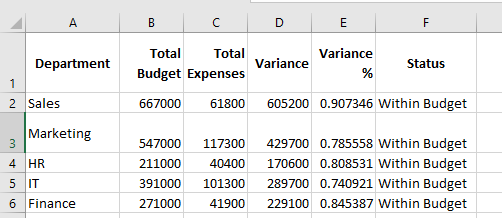 A B C D E F
1 Department Total Budget Total Expenses Variance Variance % Status
2 Sales 667000 61800 605200 0.907346 Within Budget
3 Marketing 547000 117300 429700 0.785558 Within Budget
4 HR 211000 40400 170600 0.808531 Within Budget
5 IT 391000 101300 289700 0.740921 Within Budget
6 Finance 271000 41900 229100 0.845387 Within Budget